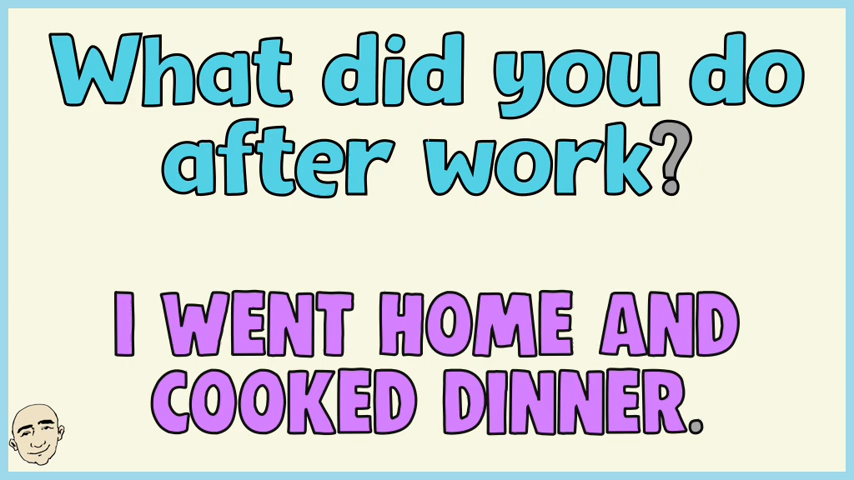 What did you do
after work?
I WENT HOME AND
COOKED DINNER.